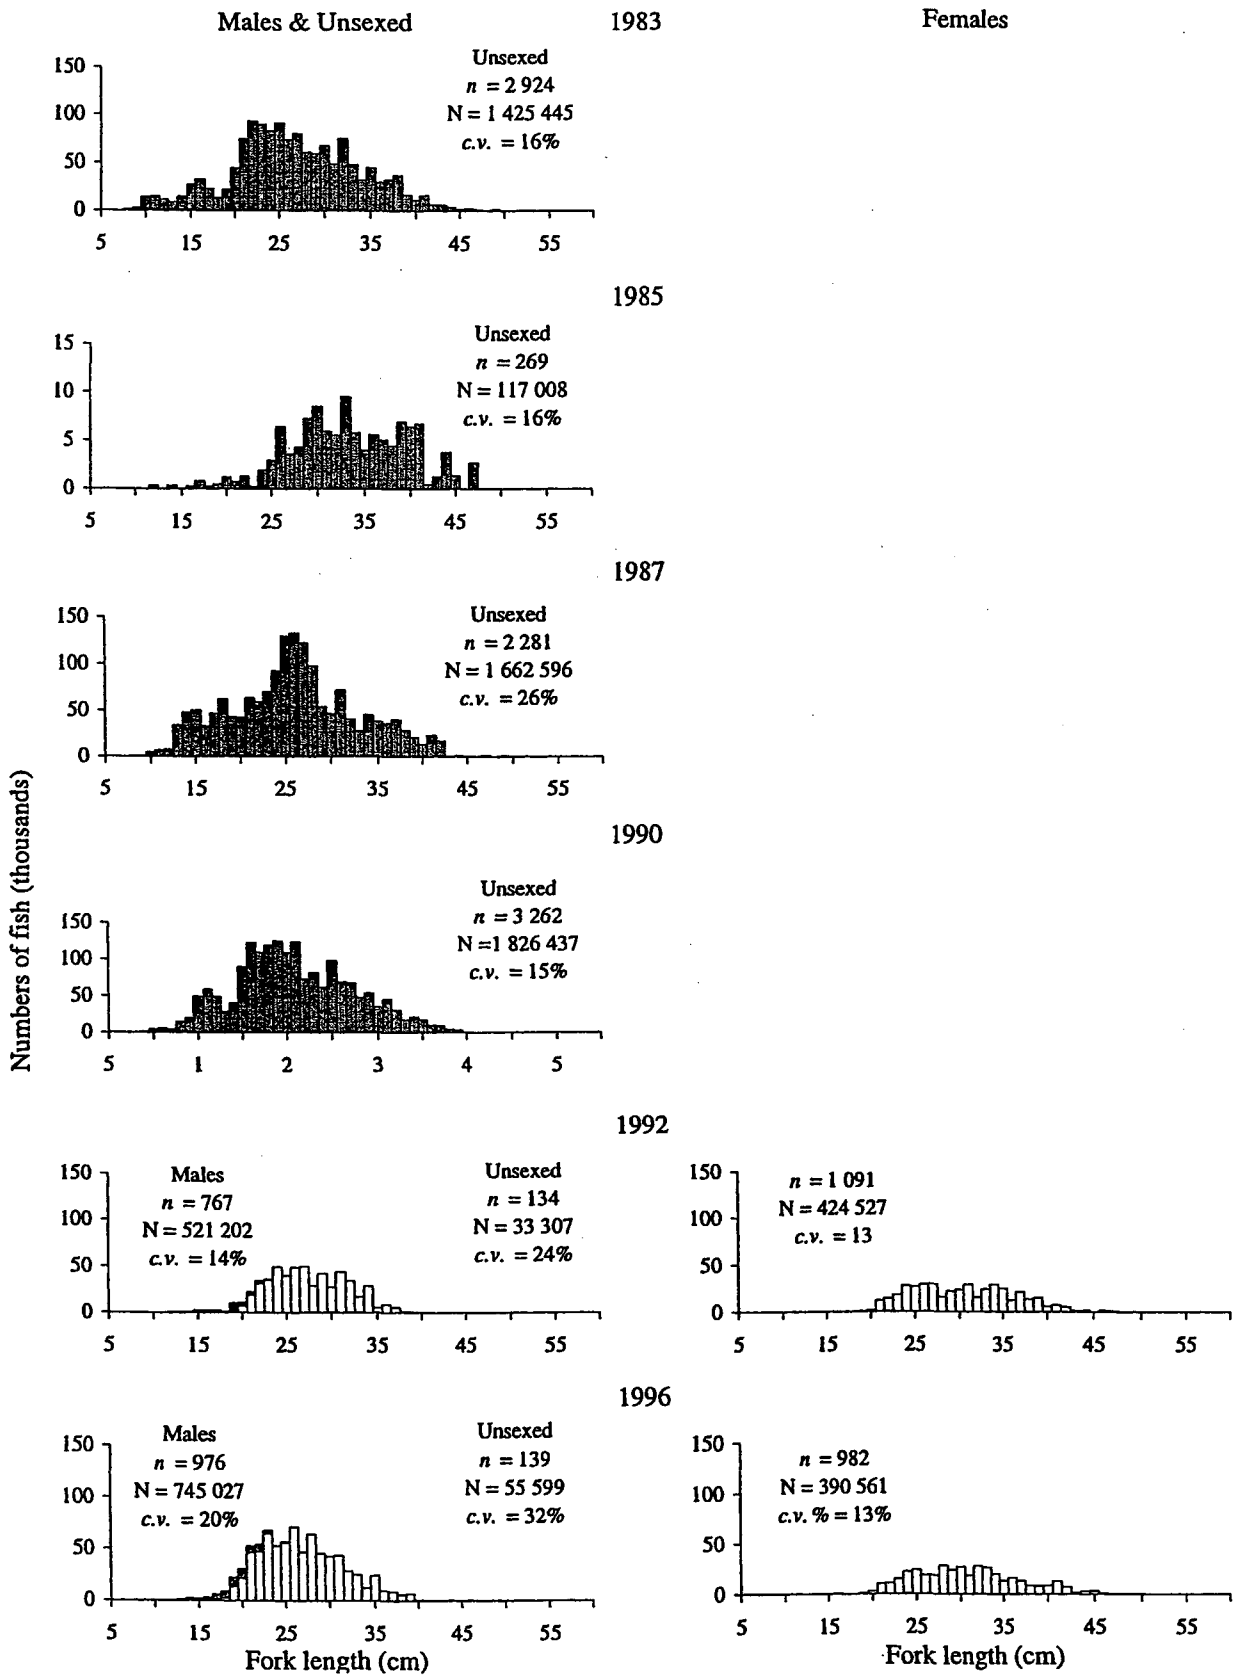 Males & Unsexed 1983 Females
Unsexed
n = 2 924
N = 1 425 445
c.v. = 16%
150
100
50
0
5 15 25 35 45 55
1985
Unsexed
n = 269
N = 117 008
c.v. = 16%
15
10
5
0
5 15 25 35 45 55
1987
Unsexed
n = 2 281
N = 1 662 596
c.v. = 26%
150
100
50
0
5 15 25 35 45 55
Numbers of fish (thousands)
1990
Unsexed
n = 3 262
N =1 826 437
c.v. = 15%
150
100
50
0
5 1 2 3 4 5
1992
Males
n = 767
N = 521 202
c.v. = 14%
Unsexed
n = 134
N = 33 307
c.v. = 24%
150
100
50
0
5 15 25 35 45 55
n = 1 091
N = 424 527
c.v. = 13
150
100
50
0
5 15 25 35 45 55
1996
Males
n = 976
N = 745 027
c.v. = 20%
Unsexed
n = 139
N = 55 599
c.v. = 32%
150
100
50
0
5 15 25 35 45 55
Fork length (cm)
n = 982
N = 390 561
c.v. % = 13%
150
100
50
0
5 15 25 35 45 55
Fork length (cm)